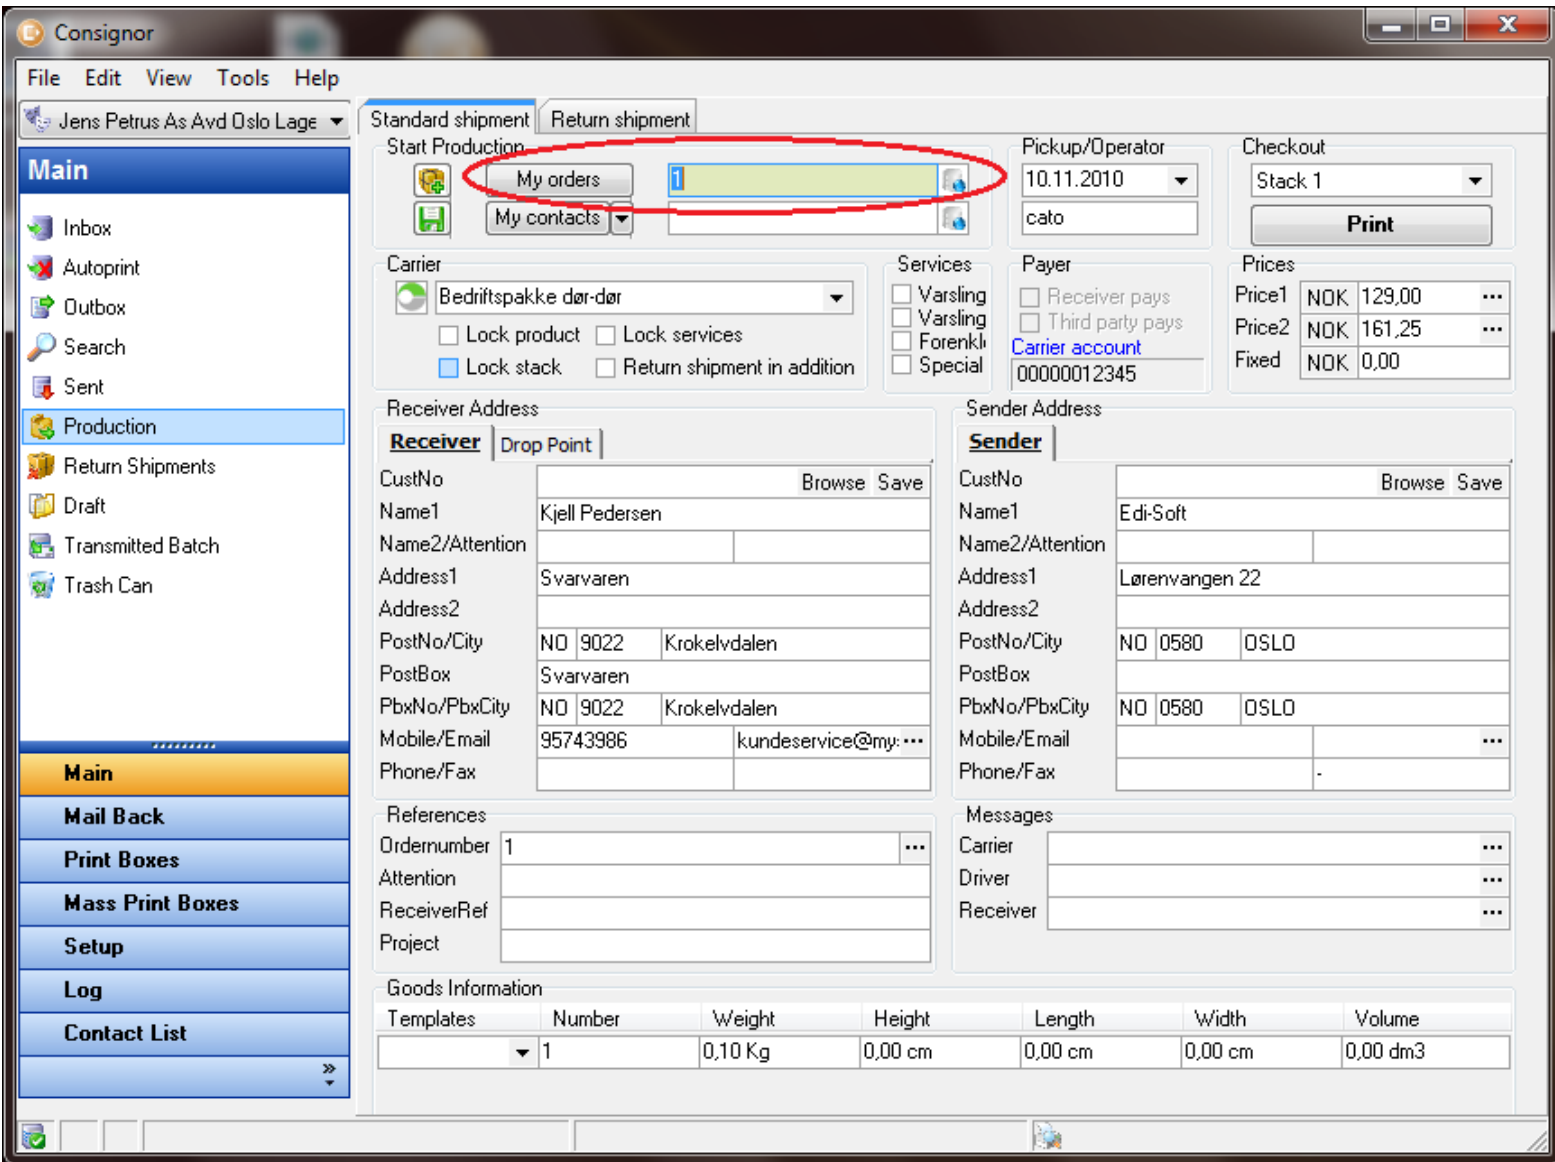 Consignor
File Edit View Tools Help
Jens Petrus As Avd Oslo Lage
Main
Inbox
Autoprint
Outbox
Search
Sent
Production
Return Shipments
Draft
Transmitted Batch
Trash Can
Main
Mail Back
Print Boxes
Mass Print Boxes
Setup
Log
Contact List
Standard shipment Return shipment
Start Production
My orders 1
My contacts
Pickup/Operator
10.11.2010
cato
Checkout
Stack 1
Print
Carrier
Bedriftspakke dør-dør
Lock product Lock services
Lock stack Return shipment in addition
Services
Varsling
Varsling
Forenkl
Special
Payer
Receiver pays
Third party pays
Carrier account
00000012345
Prices
Price1 NOK 129,00 ...
Price2 NOK 161,25 ...
Fixed NOK 0,00
Receiver Address
Receiver Drop Point
CustNo Browse Save
Name1 Kjell Pedersen
Name2/Attention
Address1 Svarvaren
Address2
PostNo/City NO 9022 Krokelvdalen
PostBox Svarvaren
PbxNo/PbxCity NO 9022 Krokelvdalen
Mobile/Email 95743986 kundeservice@my: ...
Phone/Fax
Sender Address
Sender
CustNo Browse Save
Name1 Edi-Soft
Name2/Attention
Address1 Lørenvangen 22
Address2
PostNo/City NO 0580 OSLO
PostBox
PbxNo/PbxCity NO 0580 OSLO
Mobile/Email ...
Phone/Fax -
References
Ordernumber 1 ...
Attention
ReceiverRef
Project
Messages
Carrier ...
Driver ...
Receiver ...
Goods Information
Templates Number Weight Height Length Width Volume
1 0,10 Kg 0,00 cm 0,00 cm 0,00 cm 0,00 dm3